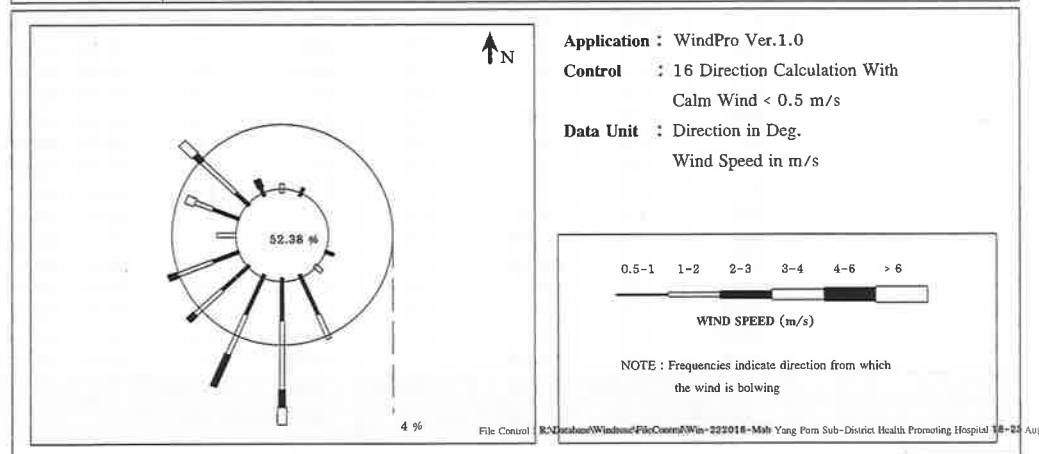 N
Application : WindPro Ver.1.0
Control : 16 Direction Calculation With
Calm Wind < 0.5 m/s
Data Unit : Direction in Deg.
Wind Speed in m/s
52.38 %
4 %
0.5-1 1-2 2-3 3-4 4-6 > 6
WIND SPEED (m/s)
NOTE : Frequencies indicate direction from which
the wind is bolwing
File Control : Yang Pom Sub-District Health Promoting Hospital Aug